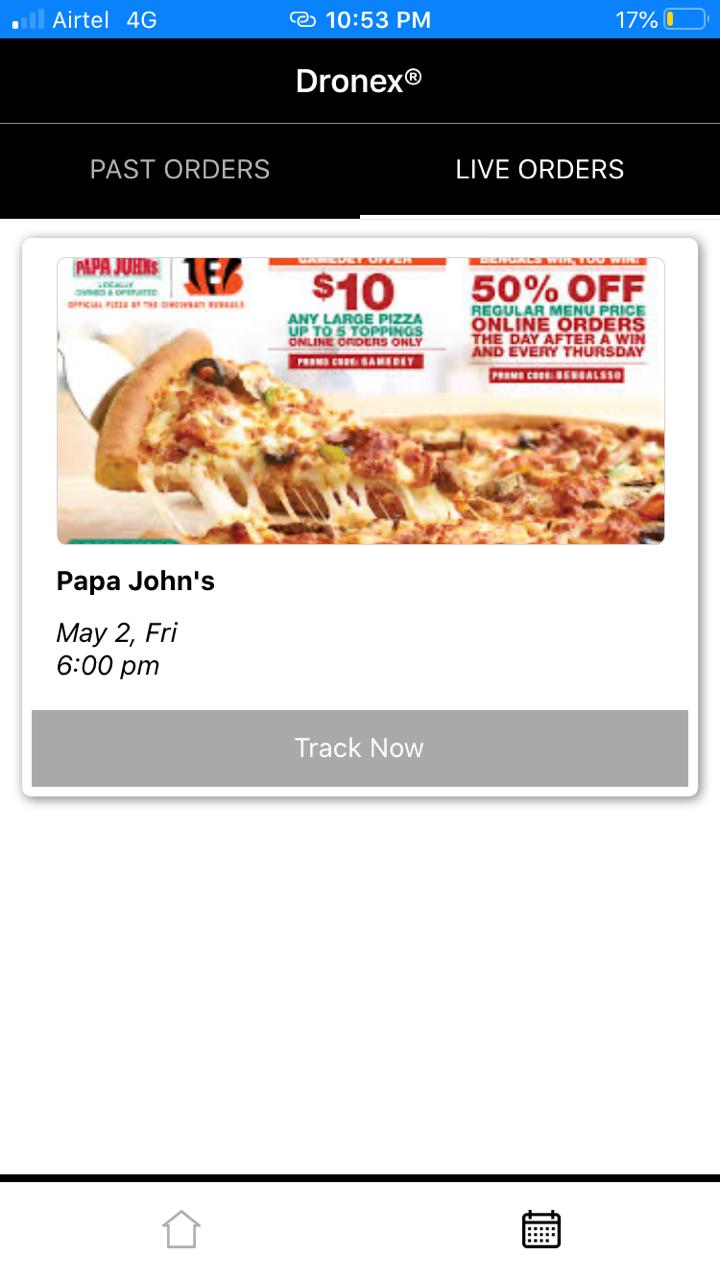 Airtel 4G 10:53 PM 17%
Dronex®
PAST ORDERS
LIVE ORDERS
PAPA JOHNS
LOCALLY
OWNED & OPERATED
OFFICIAL PIZZA OF THE CINCINNATI BENGALS
GAMEDEY OFFER
$10
ANY LARGE PIZZA
UP TO 5 TOPPINGS
ONLINE ORDERS ONLY
PROMO CODE: GAMEDEY
BENGALS WIN, YOU WIN!
50% OFF
REGULAR MENU PRICE
ONLINE ORDERS
THE DAY AFTER A WIN
AND EVERY THURSDAY
PROMO CODE: BENGALS50
Papa John's
May 2, Fri
6:00 pm
Track Now